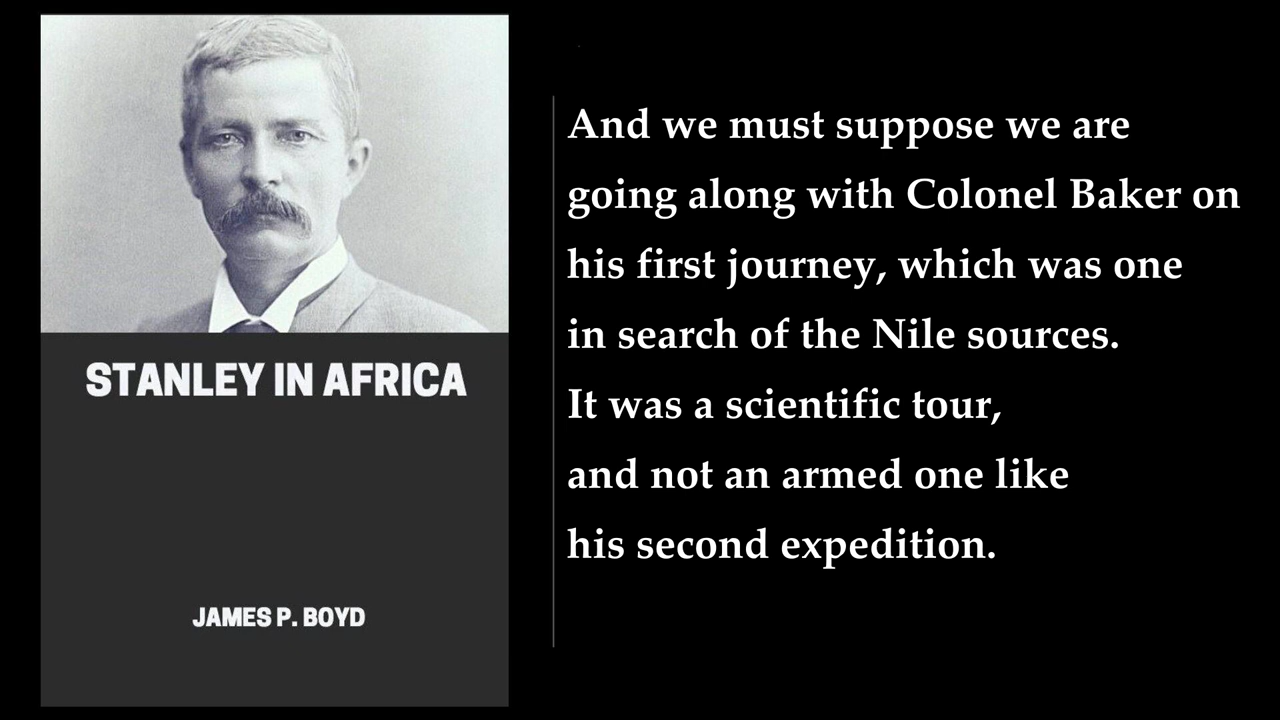 STANLEY IN AFRICA
JAMES P. BOYD
And we must suppose we are
going along with Colonel Baker on
his first journey, which was one
in search of the Nile sources.
It was a scientific tour,
and not an armed one like
his second expedition.